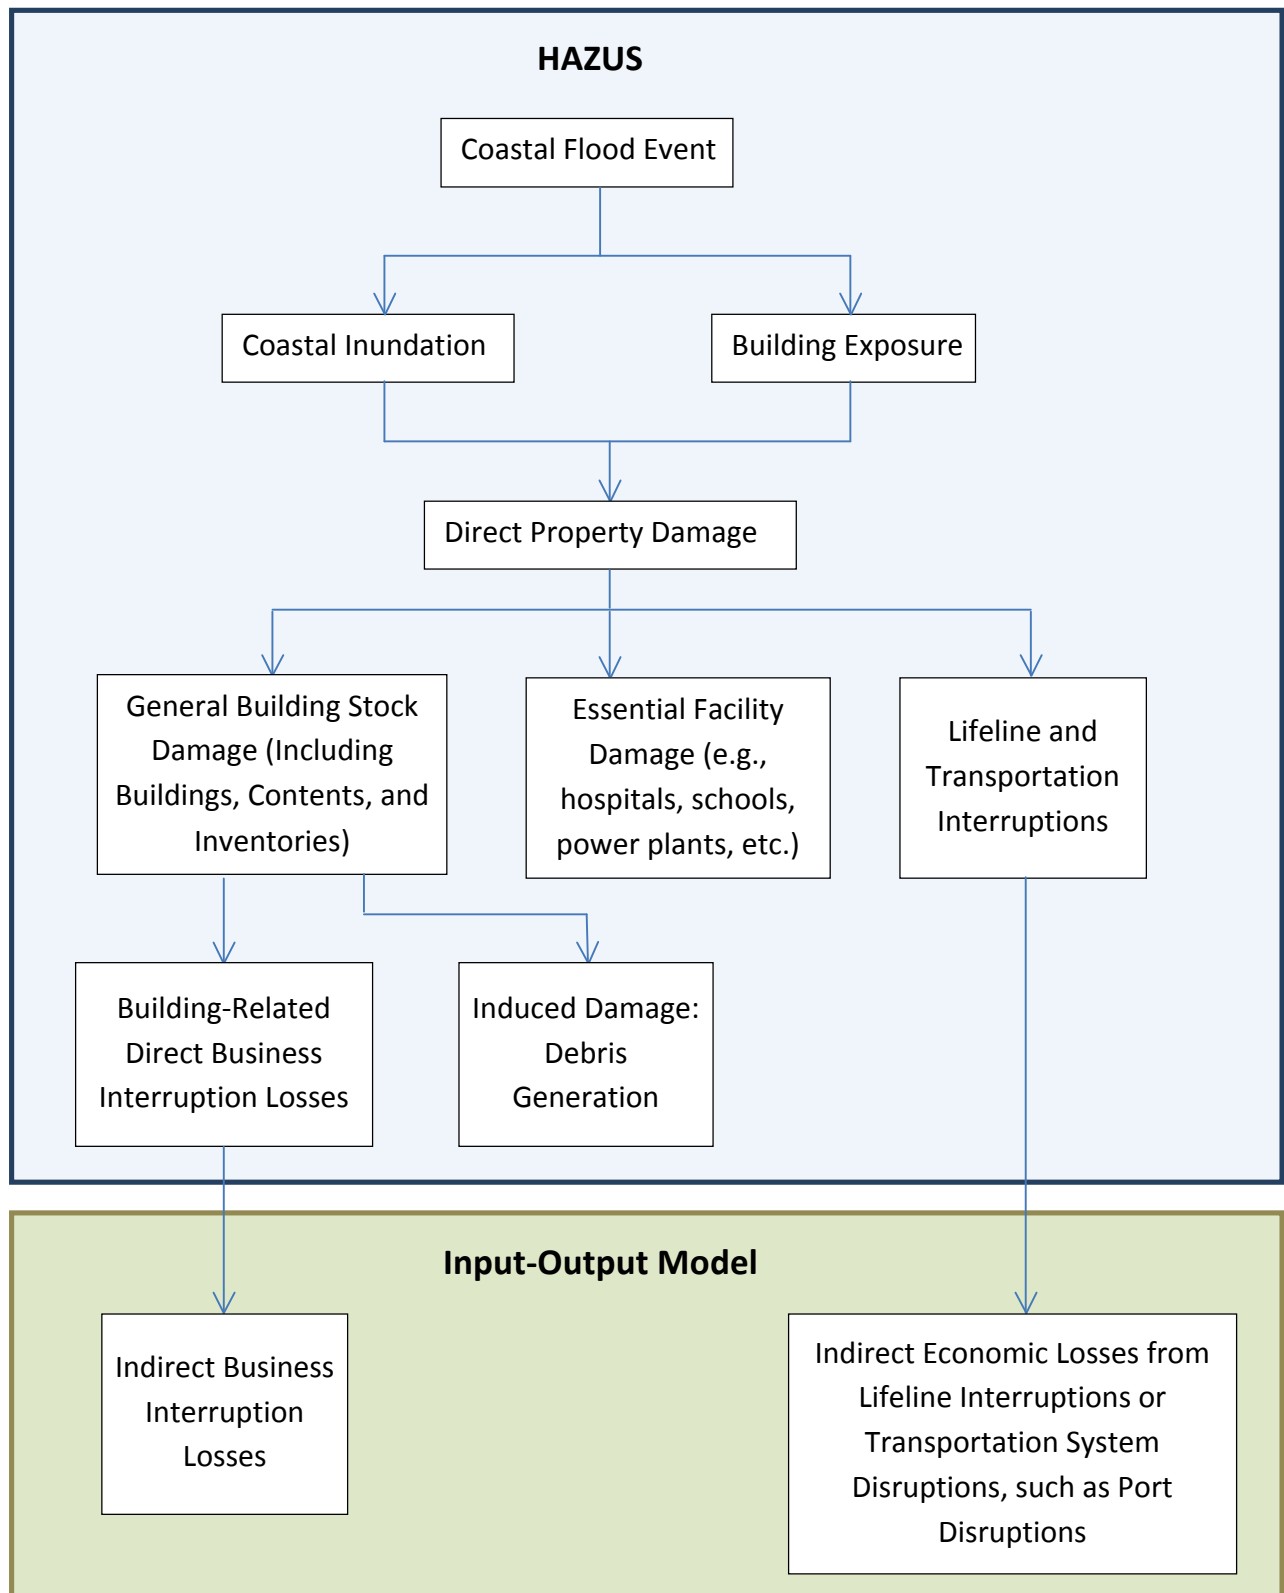 HAZUS
Coastal Flood Event
Coastal Inundation
Building Exposure
Direct Property Damage
General Building Stock
Damage (Including
Buildings, Contents, and
Inventories)
Essential Facility
Damage (e.g.,
hospitals, schools,
power plants, etc.)
Lifeline and
Transportation
Interruptions
Building-Related
Direct Business
Interruption Losses
Induced Damage:
Debris
Generation
Input-Output Model
Indirect Business
Interruption
Losses
Indirect Economic Losses from
Lifeline Interruptions or
Transportation System
Disruptions, such as Port
Disruptions